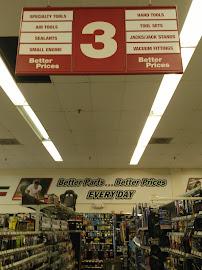 SPECIALTY TOOLS
AIR TOOLS
SEALANTS
SMALL ENGINE
Better
Prices
3
HAND TOOLS
TOOL SETS
JACKS/JACK STANDS
VACUUM FITTINGS
Better
Prices
Better Parts...Better Prices
EVERY DAY